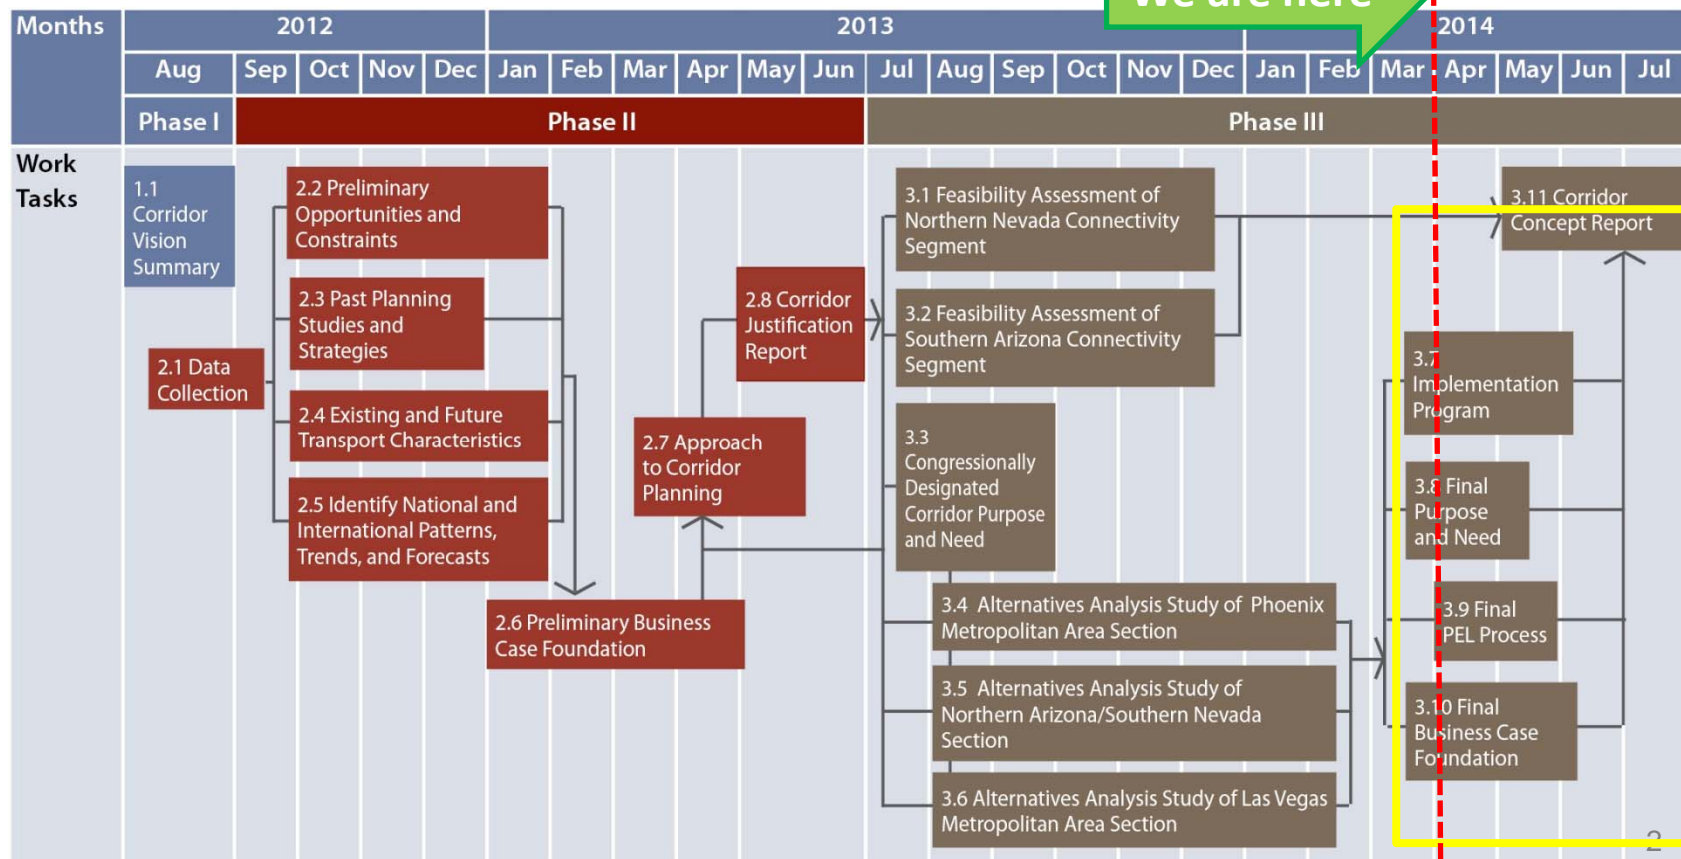 We are here
Months
2012
2013
2014
Aug Sep Oct Nov Dec Jan Feb Mar Apr May Jun Jul Aug Sep Oct Nov Dec Jan Feb Mar Apr May Jun Jul
Phase I
Phase II
Phase III
Work
Tasks
1.1
Corridor
Vision
Summary
2.1 Data
Collection
2.2 Preliminary
Opportunities and
Constraints
2.3 Past Planning
Studies and
Strategies
2.4 Existing and Future
Transport Characteristics
2.5 Identify National and
International Patterns,
Trends, and Forecasts
2.6 Preliminary Business
Case Foundation
2.7 Approach
to Corridor
Planning
2.8 Corridor
Justification
Report
3.1 Feasibility Assessment of
Northern Nevada Connectivity
Segment
3.2 Feasibility Assessment of
Southern Arizona Connectivity
Segment
3.3
Congressionally
Designated
Corridor Purpose
and Need
3.4 Alternatives Analysis Study of Phoenix
Metropolitan Area Section
3.5 Alternatives Analysis Study of
Northern Arizona/Southern Nevada
Section
3.6 Alternatives Analysis Study of Las Vegas
Metropolitan Area Section
3.7
Implementation
Program
3.8 Final
Purpose
and Need
3.9 Final
PEL Process
3.10 Final
Business Case
Foundation
3.11 Corridor
Concept Report
2